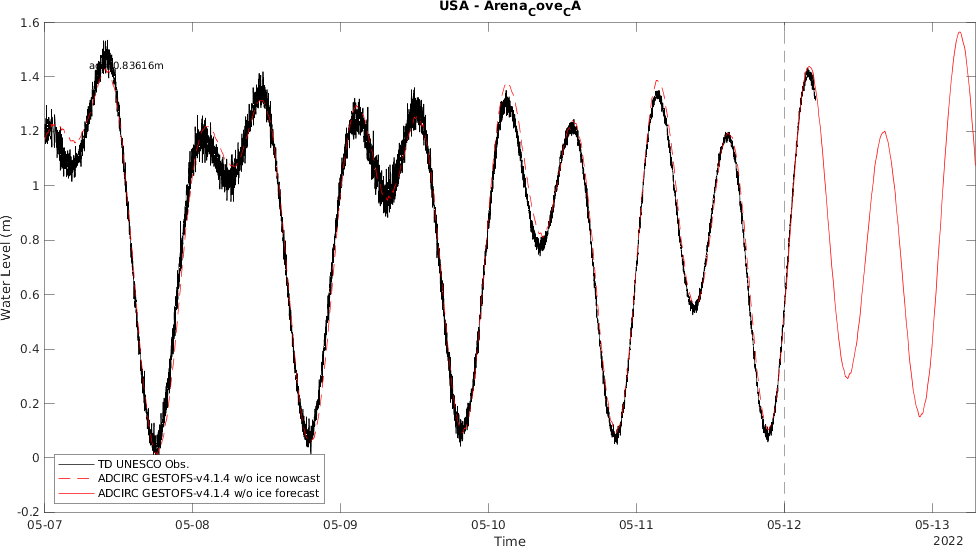 USA - ArenaCoveCA
0.83616m
1.6
1.4
1.2
1
0.8
0.6
0.4
0.2
0
-0.2
Water Level (m)
TD UNESCO Obs.
ADCIRC GESTOFS-v4.1.4 w/o ice nowcast
ADCIRC GESTOFS-v4.1.4 w/o ice forecast
05-07 05-08 05-09 05-10 05-11 05-12 05-13
Time
2022